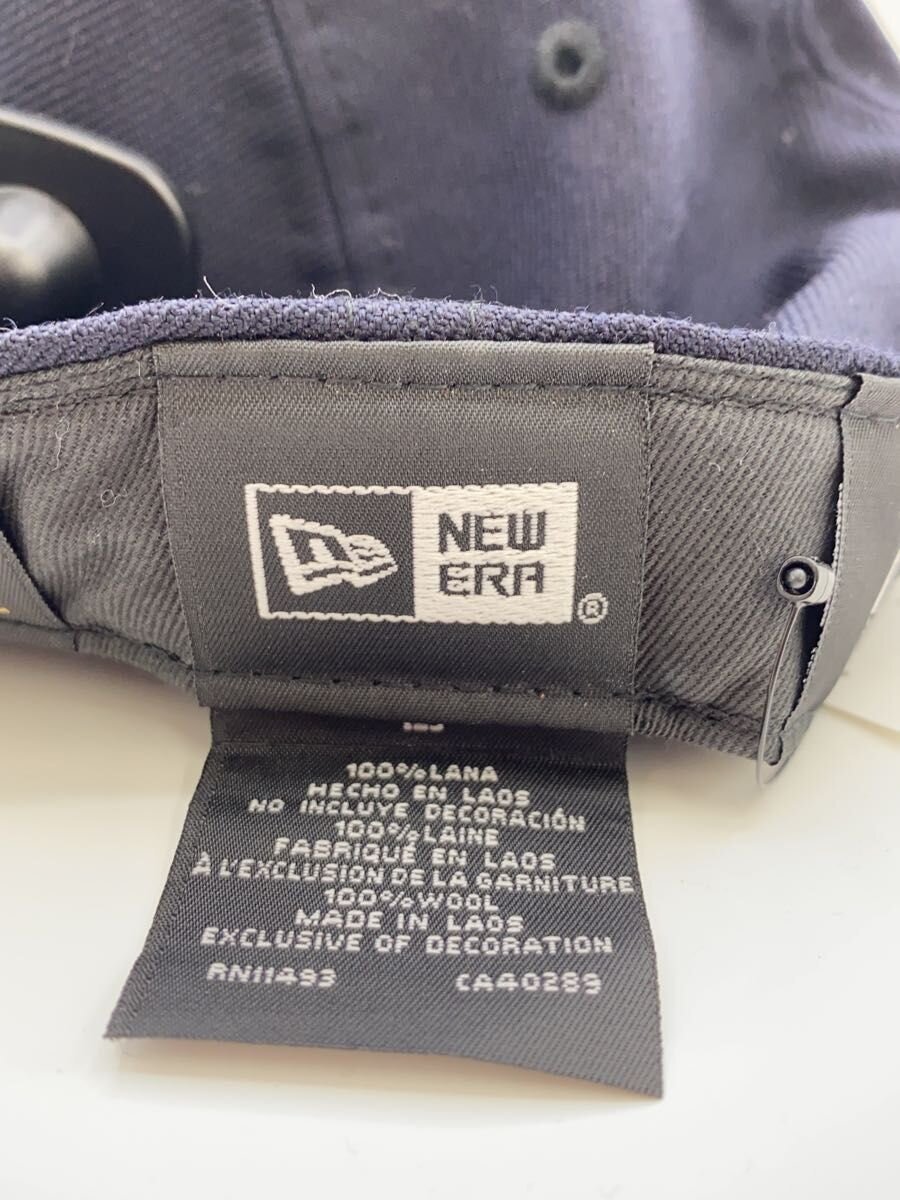 NEW
ERA
®
100%LANA
HECHO EN LAOS
NO INCLUYE DECORACIÓN
100%LAINE
FABRIQUÉ EN LAOS
À L'EXCLUSION DE LA GARNITURE
100%WOOL
MADE IN LAOS
EXCLUSIVE OF DECORATION
RN11493 CA40289